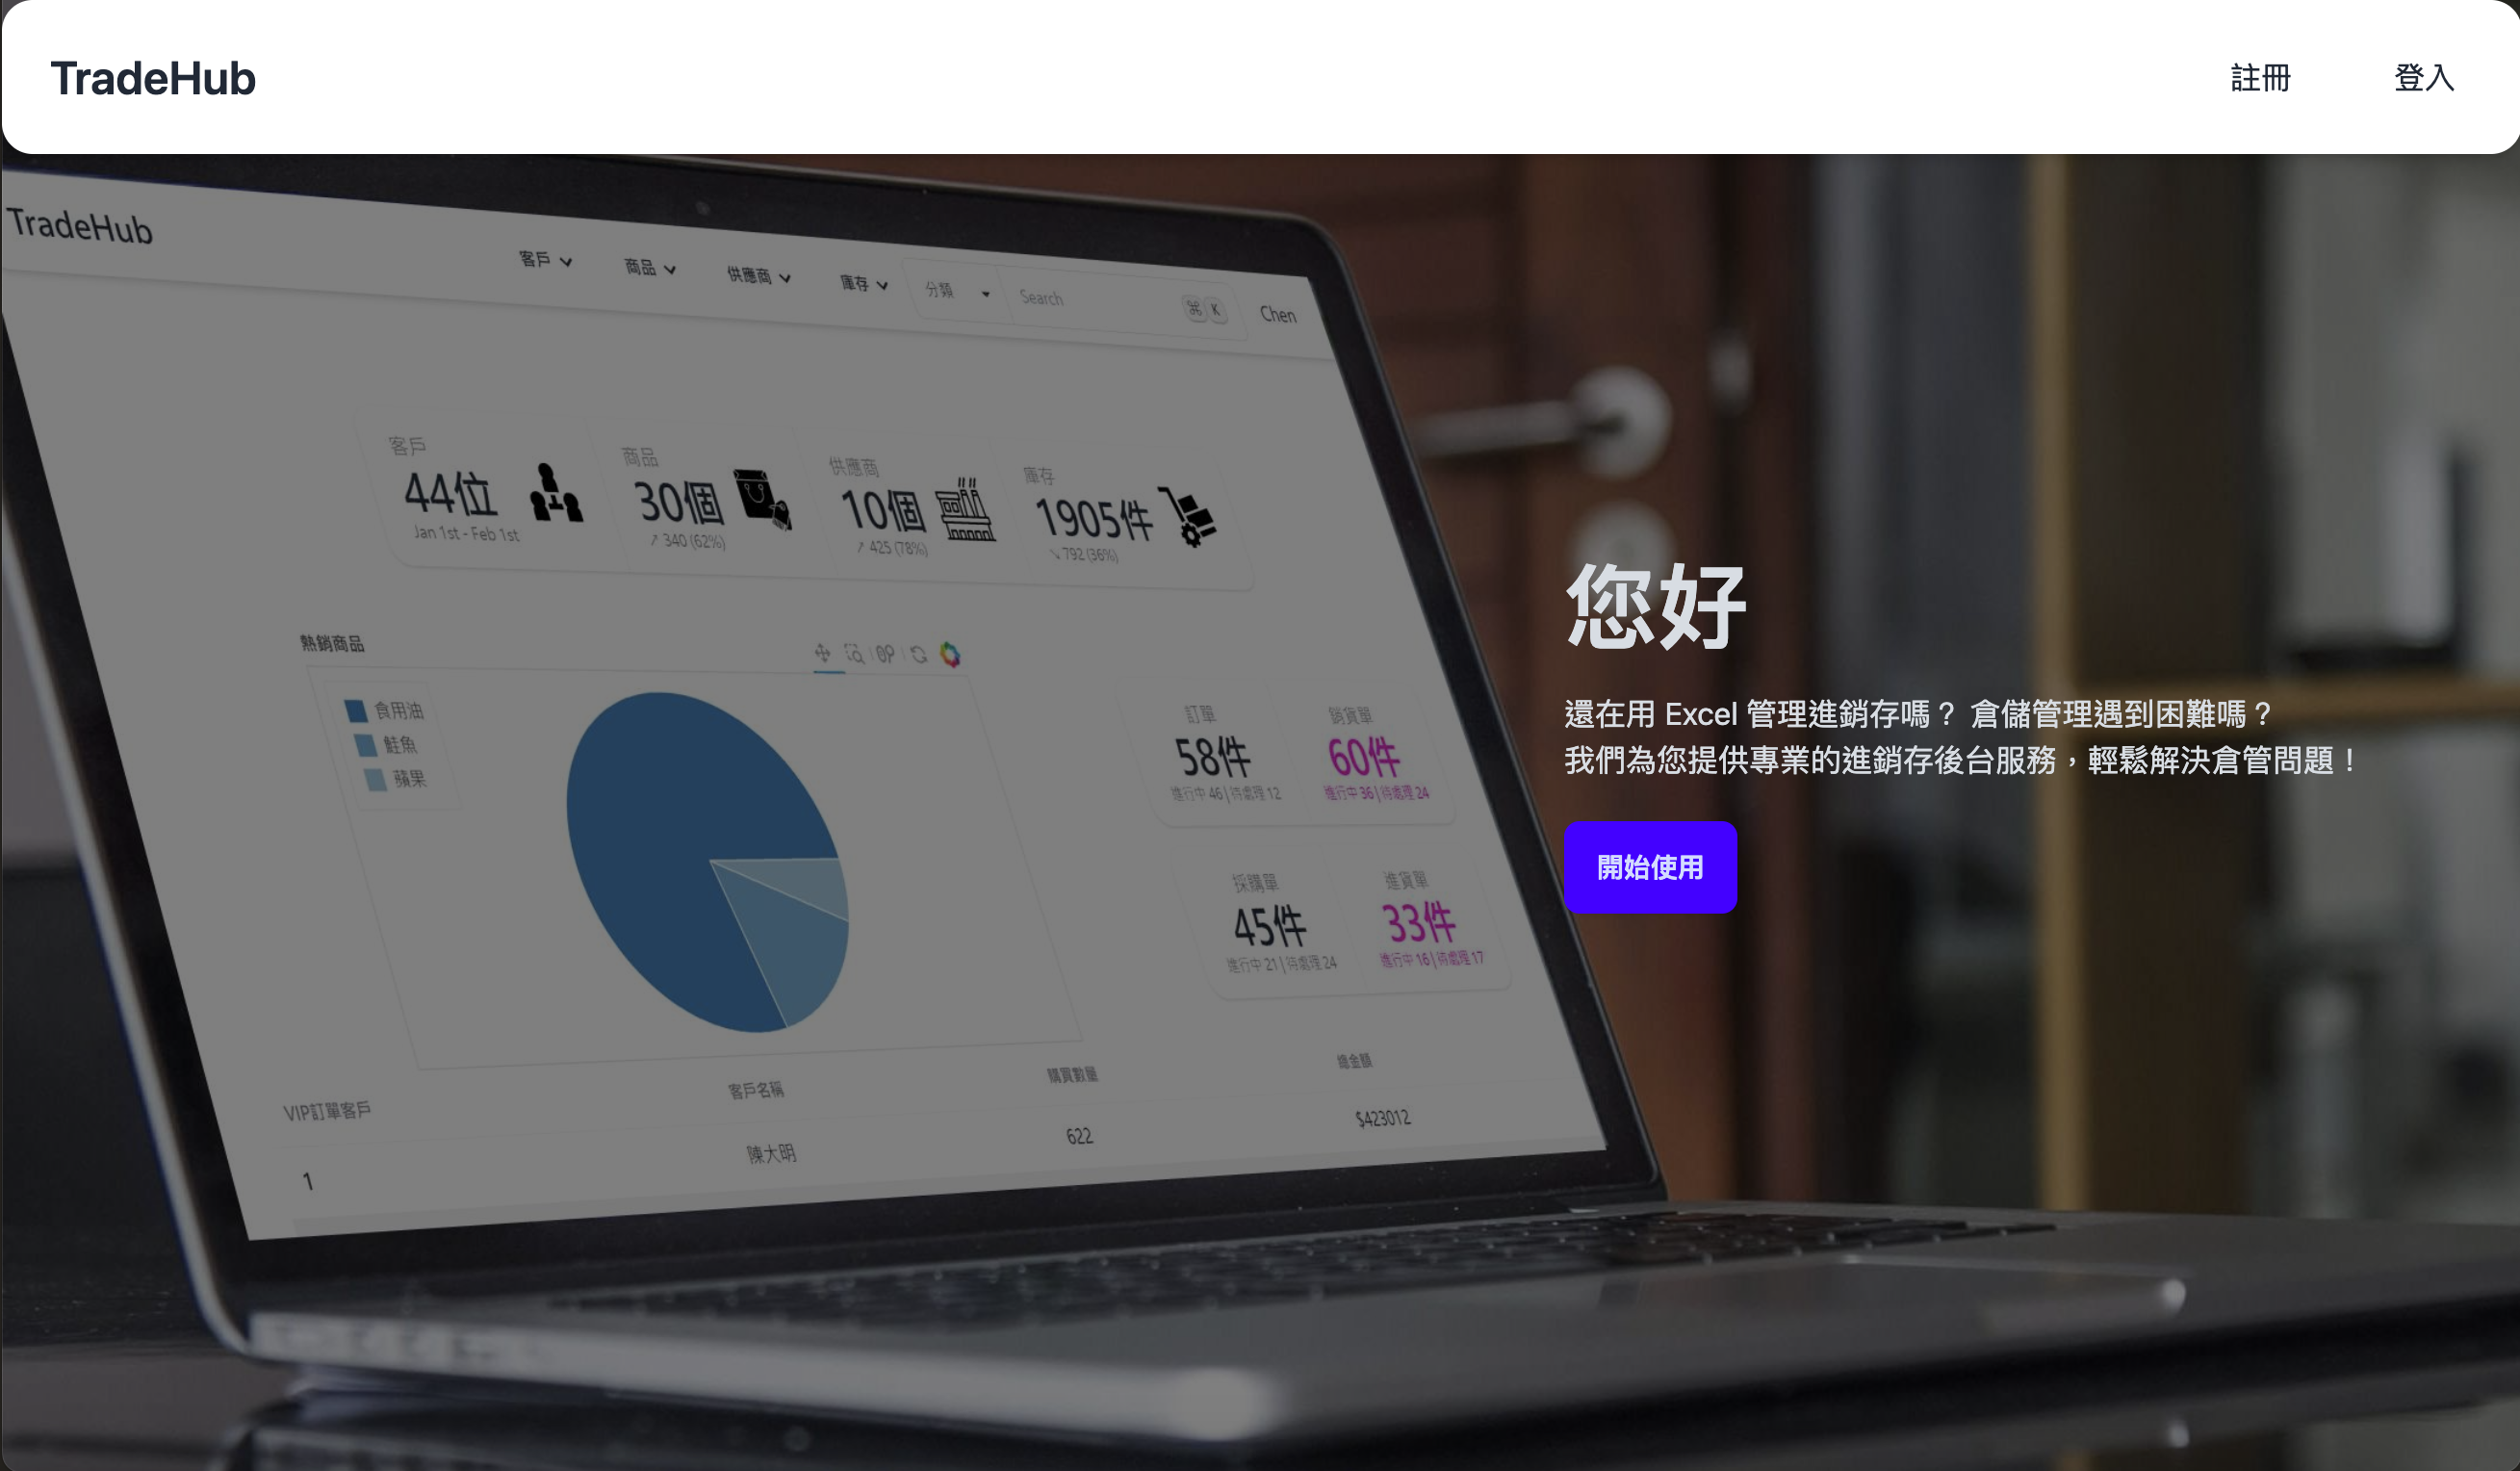 TradeHub
註冊
登入
TradeHub
客戶
商品
供應商
庫存
分類
Search
⌘ K
Chen
客戶
44位
Jan 1st - Feb 1st
商品
30個
↗ 340 (62%)
供應商
10個
↗ 425 (78%)
庫存
1905件
↘ 792 (36%)
熱銷商品
食用油
鮭魚
蘋果
訂單
58件
進行中 46 | 待處理 12
銷貨單
60件
進行中 36 | 待處理 24
採購單
45件
進行中 21 | 待處理 24
進貨單
33件
進行中 16 | 待處理 17
VIP訂單客戶
客戶名稱
購買數量
總金額
1
陳大明
622
$423012
您好
還在用 Excel 管理進銷存嗎？ 倉儲管理遇到困難嗎？
我們為您提供專業的進銷存後台服務，輕鬆解決倉管問題！
開始使用